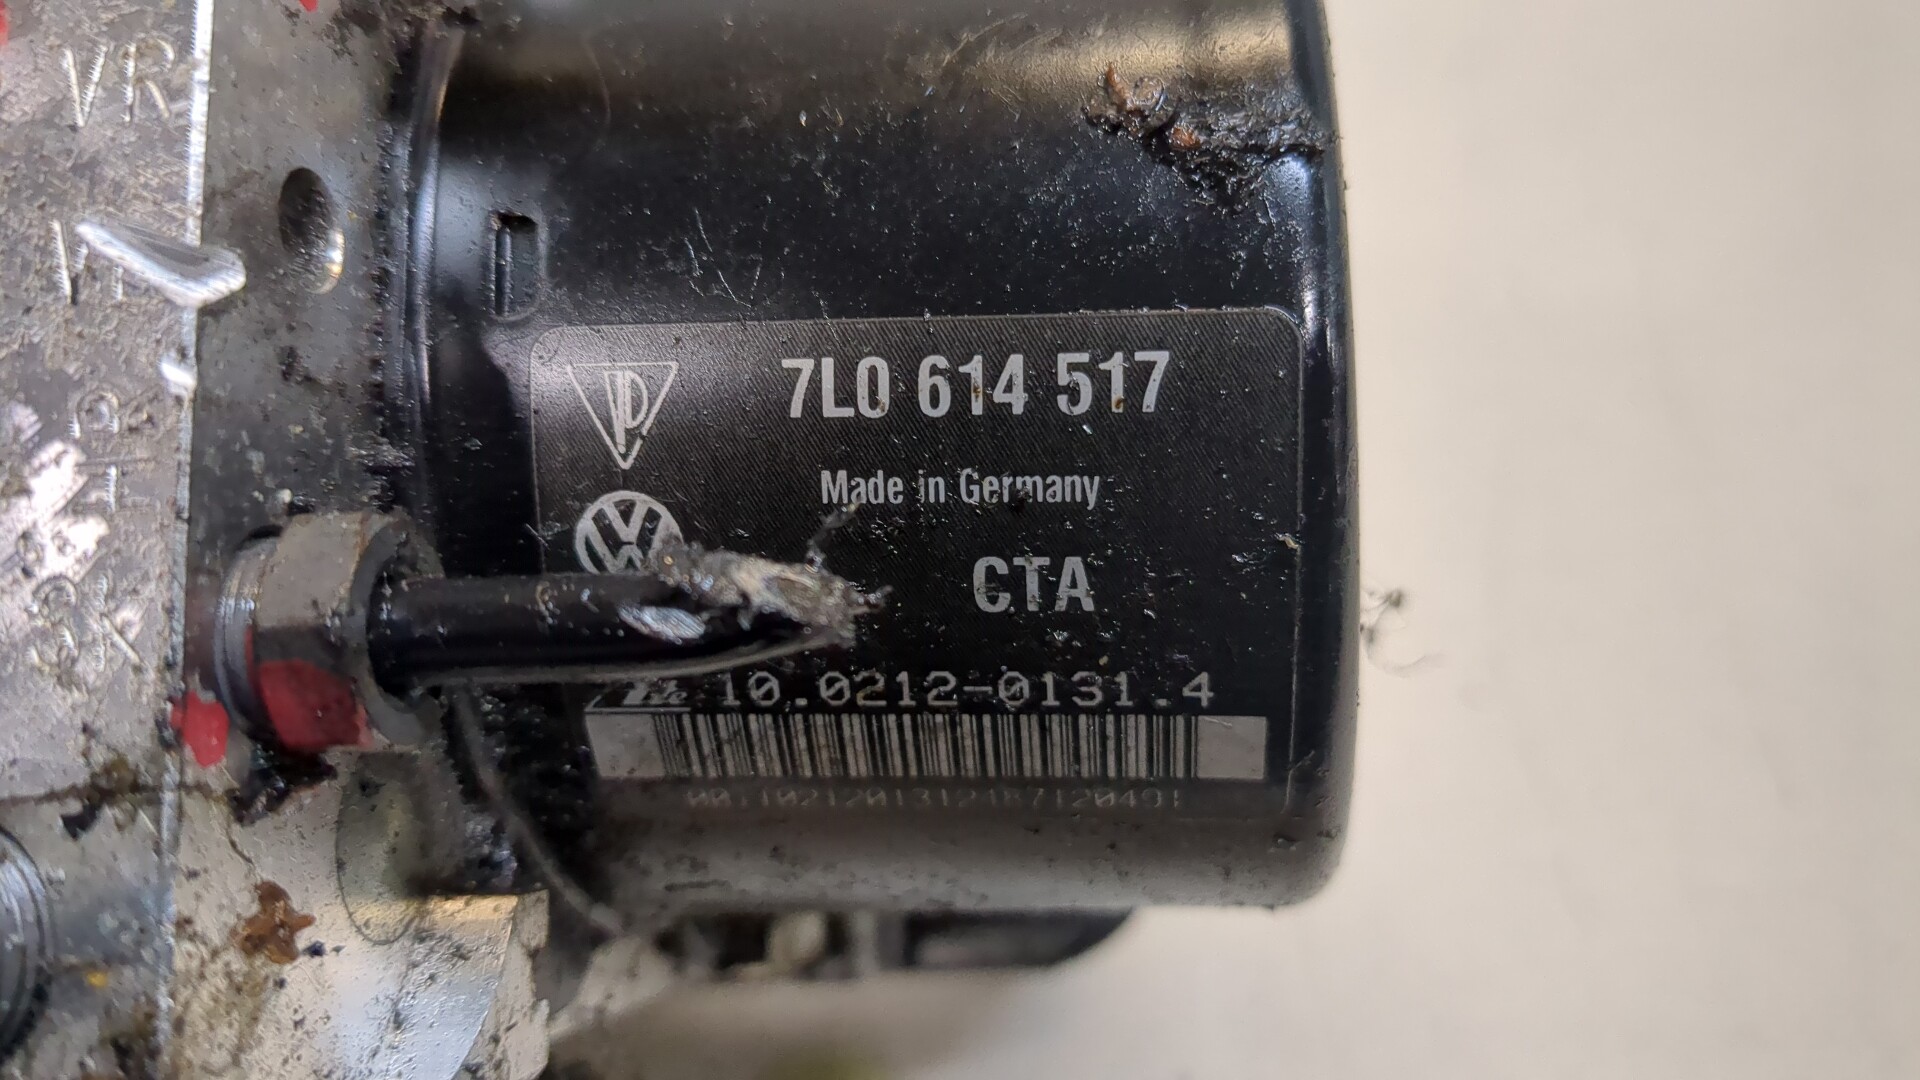 VR
7L0 614 517
Made in Germany
CTA
10.0212-0131.4